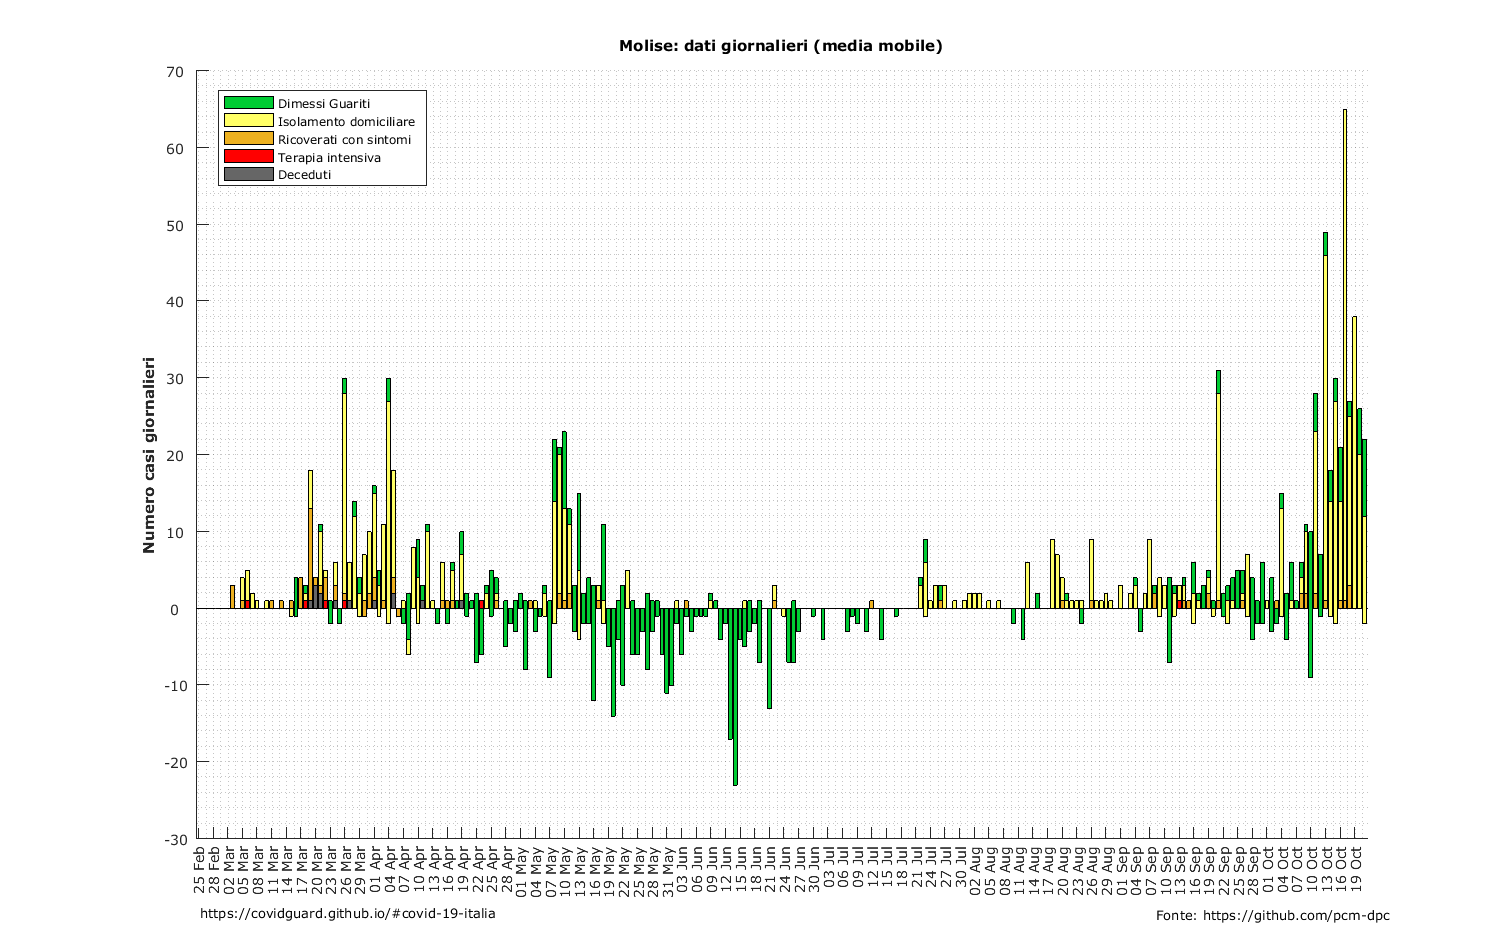 Molise: dati giornalieri (media mobile)
Numero casi giornalieri
70
60
50
40
30
20
10
0
-10
-20
-30
Dimessi Guariti
Isolamento domiciliare
Ricoverati con sintomi
Terapia intensiva
Deceduti
25 Feb
28 Feb
02 Mar
05 Mar
08 Mar
11 Mar
14 Mar
17 Mar
20 Mar
23 Mar
26 Mar
29 Mar
01 Apr
04 Apr
07 Apr
10 Apr
13 Apr
16 Apr
19 Apr
22 Apr
25 Apr
28 Apr
01 May
04 May
07 May
10 May
13 May
16 May
19 May
22 May
25 May
28 May
31 May
03 Jun
06 Jun
09 Jun
12 Jun
15 Jun
18 Jun
21 Jun
24 Jun
27 Jun
30 Jun
03 Jul
06 Jul
09 Jul
12 Jul
15 Jul
18 Jul
21 Jul
24 Jul
27 Jul
30 Jul
02 Aug
05 Aug
08 Aug
11 Aug
14 Aug
17 Aug
20 Aug
23 Aug
26 Aug
29 Aug
01 Sep
04 Sep
07 Sep
10 Sep
13 Sep
16 Sep
19 Sep
22 Sep
25 Sep
28 Sep
01 Oct
04 Oct
07 Oct
10 Oct
13 Oct
16 Oct
19 Oct
https://covidguard.github.io/#covid-19-italia
Fonte: https://github.com/pcm-dpc